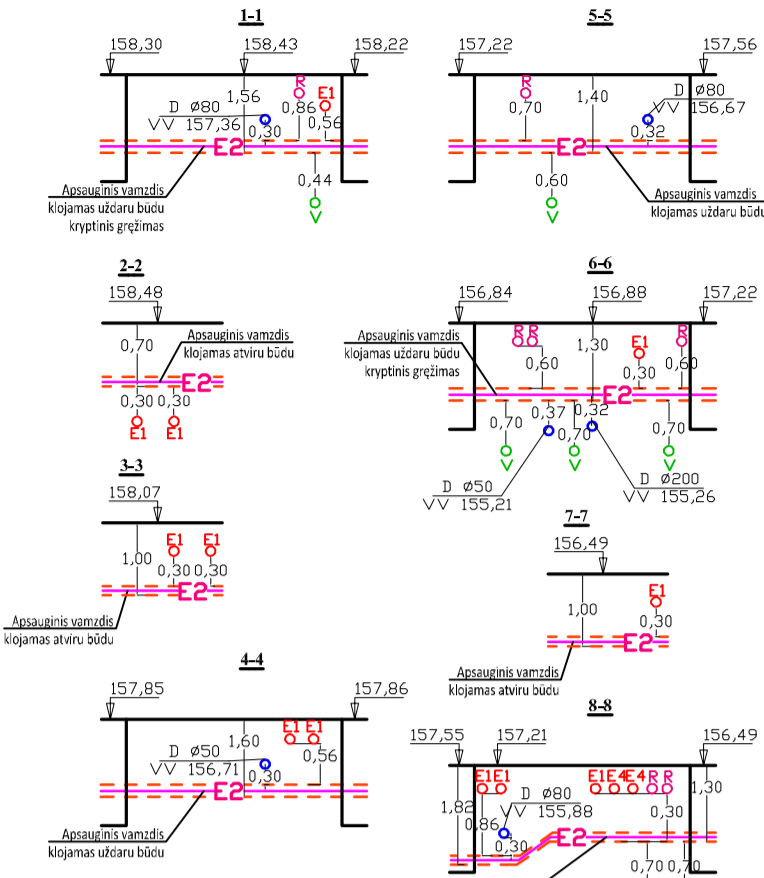 1-1
158,30
158,43
158,22
R
D Ø80
VV 157,36
1,56
0,86
E1
0,56
0,30
E2
0,44
V
Apsauginis vamzdis
klojamas uždaru būdu
kryptinis gręžimas
5-5
157,22
157,56
R
D Ø80
VV 156,67
0,70
1,40
0,32
E2
0,60
V
Apsauginis vamzdis
klojamas uždaru būdu
2-2
158,48
0,70
Apsauginis vamzdis
klojamas atviru būdu
E2
0,30
0,30
E1
E1
6-6
156,84
156,88
157,22
Apsauginis vamzdis
klojamas uždaru būdu
kryptinis gręžimas
R R
1,30
E1
R
0,60
0,30
0,60
E2
0,37
0,32
0,70
0,70
0,70
V
V
V
D Ø50
VV 155,21
D Ø200
VV 155,26
3-3
158,07
E1
E1
1,00
0,30
0,30
E2
Apsauginis vamzdis
klojamas atviru būdu
7-7
156,49
E1
1,00
0,30
E2
Apsauginis vamzdis
klojamas atviru būdu
4-4
157,85
157,86
E1 E1
D Ø50
VV 156,71
1,60
0,56
0,30
E2
Apsauginis vamzdis
klojamas uždaru būdu
8-8
157,55
157,21
156,49
E1 E1
E1 E4 E4 R R
D Ø80
VV 155,88
1,82
0,86
0,30
0,30
1,30
E2
0,70
0,70